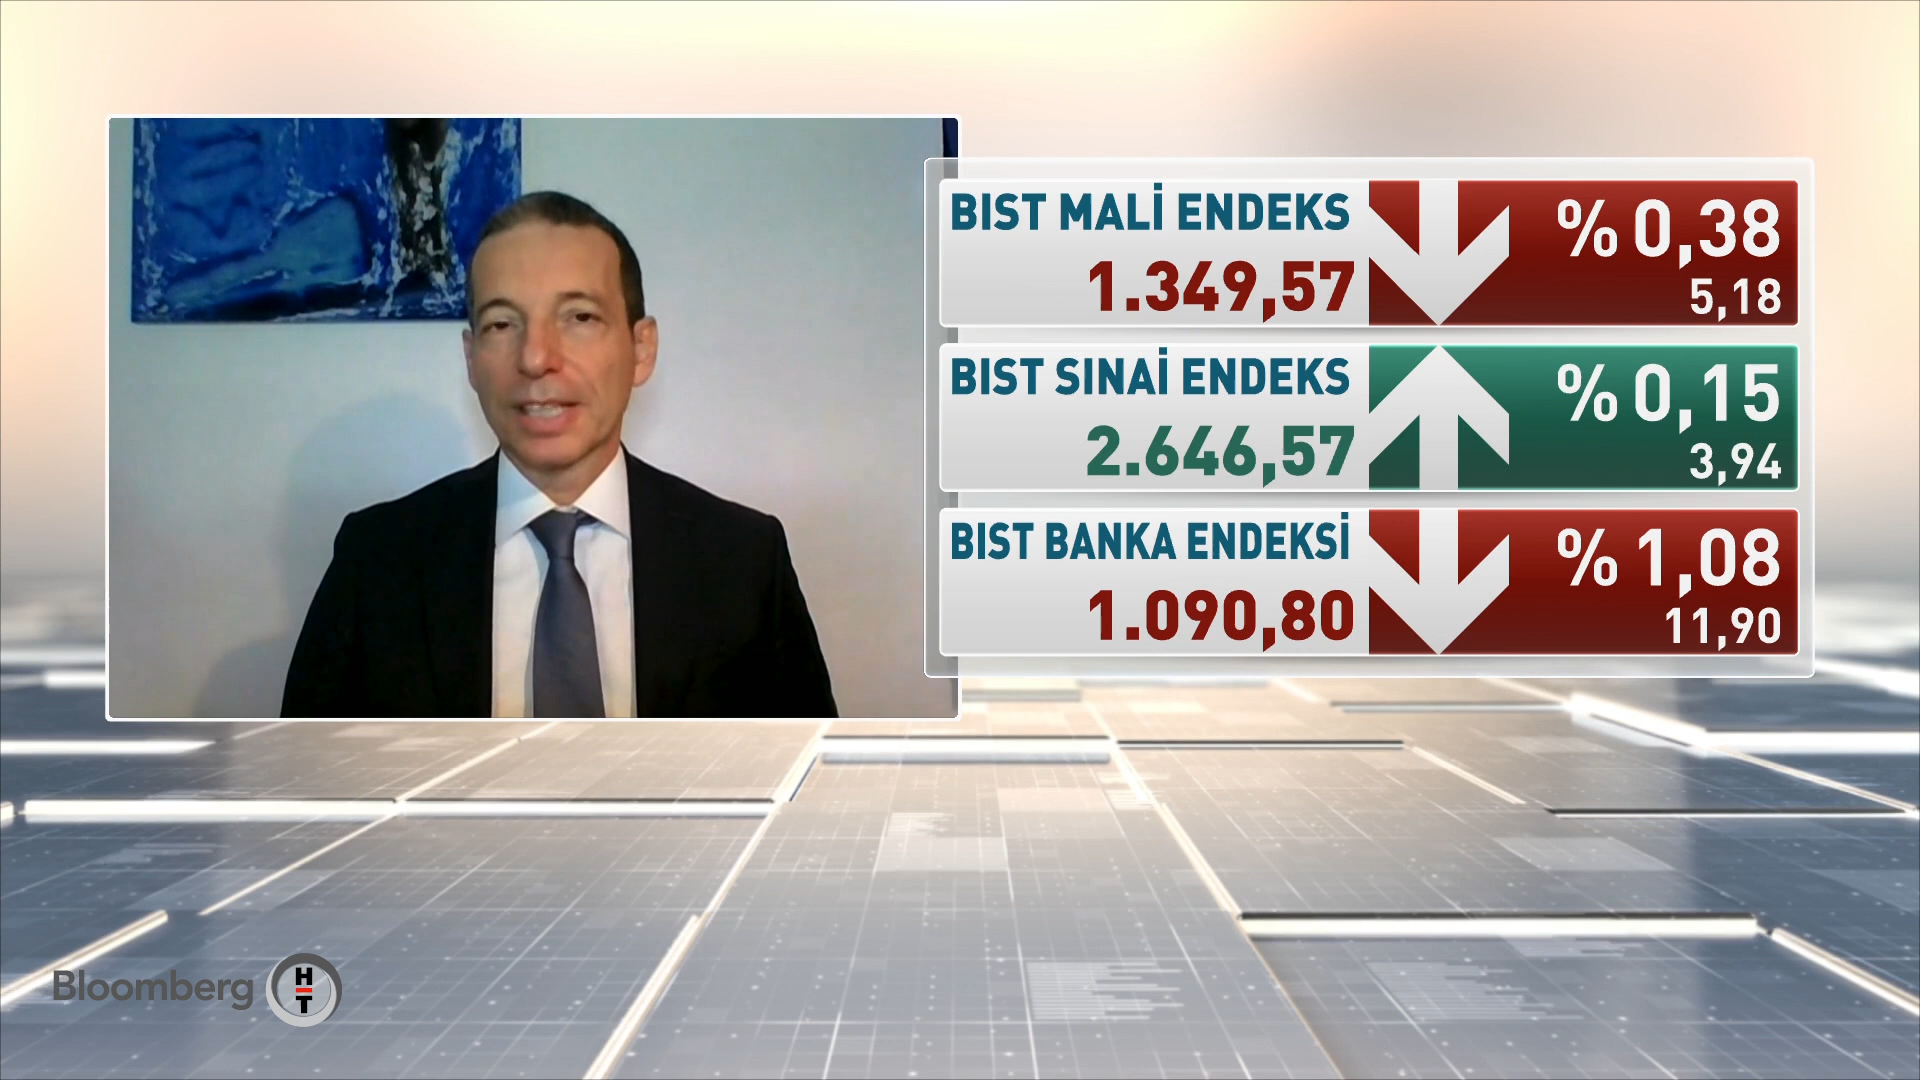 BIST MALİ ENDEKS
1.349,57
% 0,38
5,18
BIST SINAİ ENDEKS
2.646,57
% 0,15
3,94
BIST BANKA ENDEKSİ
1.090,80
% 1,08
11,90
Bloomberg HT